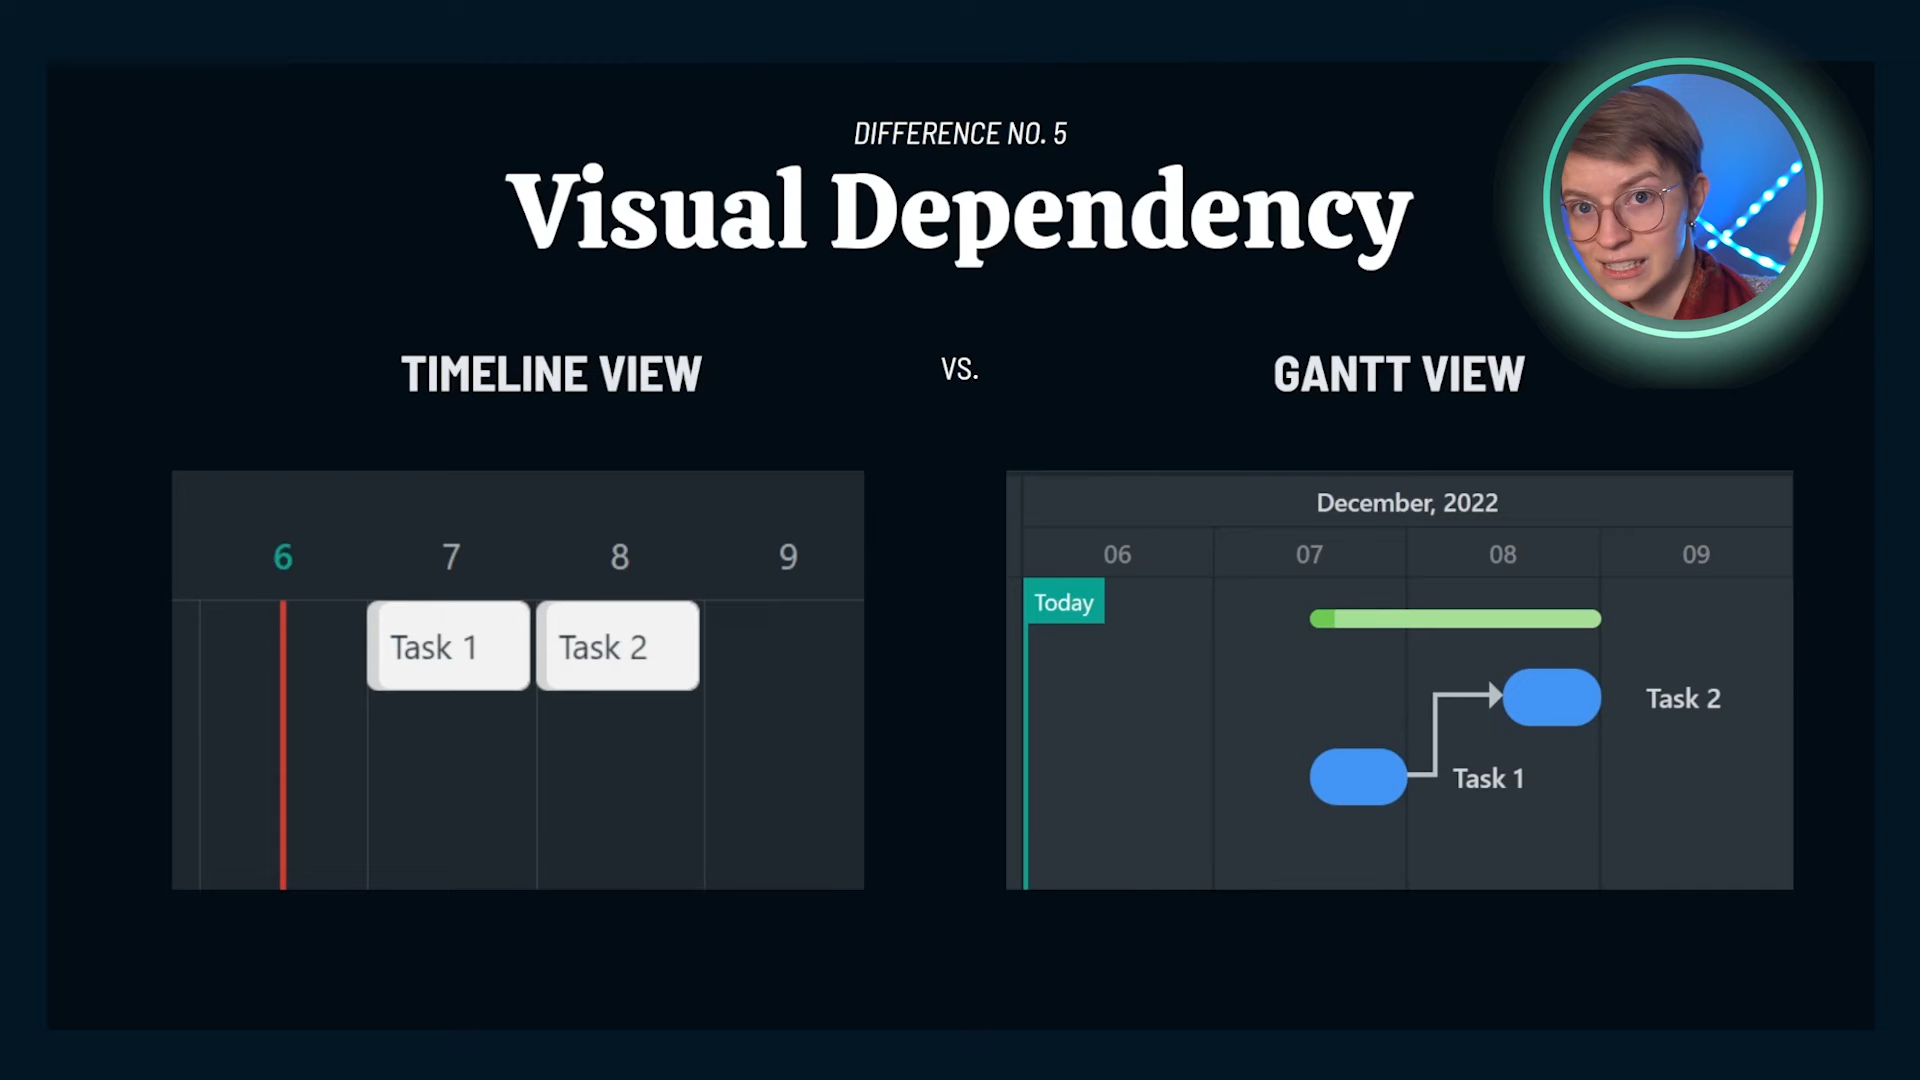 DIFFERENCE NO. 5
Visual Dependency
TIMELINE VIEW
VS.
GANTT VIEW
6 7 8 9
Task 1 Task 2
December, 2022
06 07 08 09
Today
Task 2
Task 1